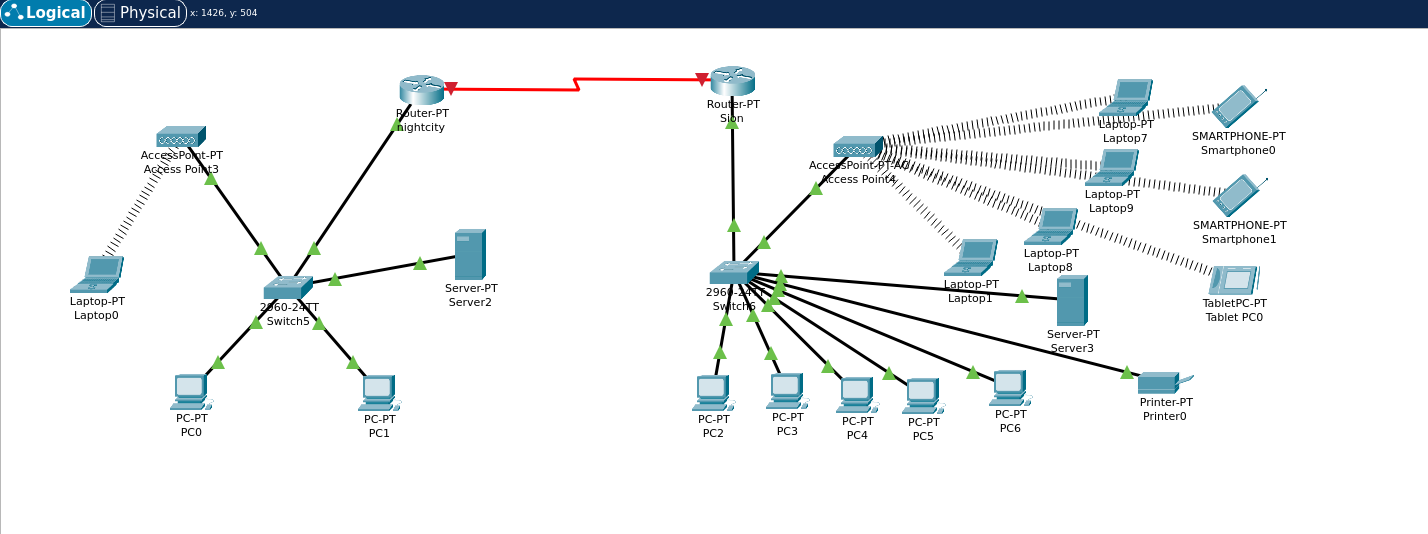 Logical
Physical
x: 1426, y: 504
Router-PT
nightcity
Router-PT
Sion
AccessPoint-PT
Access Point3
AccessPoint-PT-AC
Access Point4
Laptop-PT
Laptop7
SMARTPHONE-PT
Smartphone0
Laptop-PT
Laptop9
SMARTPHONE-PT
Smartphone1
Laptop-PT
Laptop8
Laptop-PT
Laptop1
TabletPC-PT
Tablet PC0
Laptop-PT
Laptop0
2960-24TT
Switch5
Server-PT
Server2
2960-24TT
Switch6
Server-PT
Server3
PC-PT
PC0
PC-PT
PC1
PC-PT
PC2
PC-PT
PC3
PC-PT
PC4
PC-PT
PC5
PC-PT
PC6
Printer-PT
Printer0